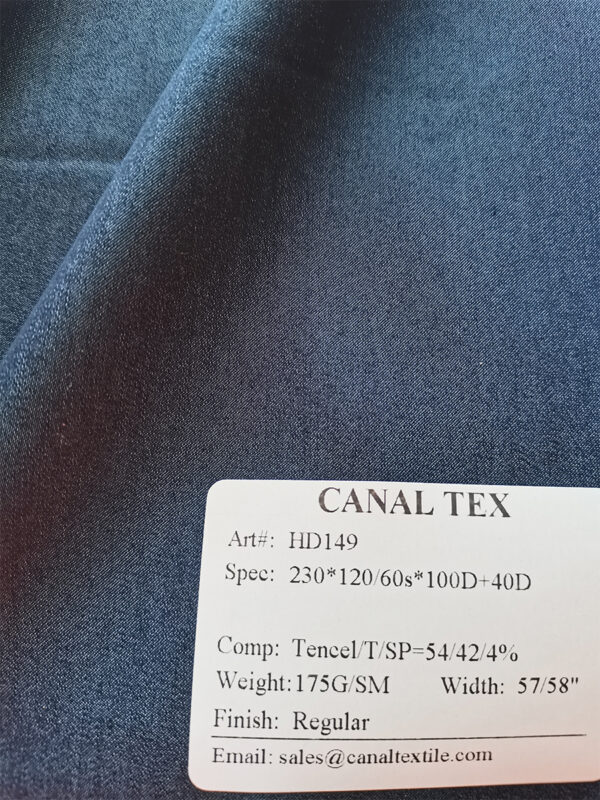 CANAL TEX
Art#: HD149
Spec: 230*120/60s*100D+40D
Comp: Tencel/T/SP=54/42/4%
Weight:175G/SM Width: 57/58"
Finish: Regular
Email: sales@canaltextile.com